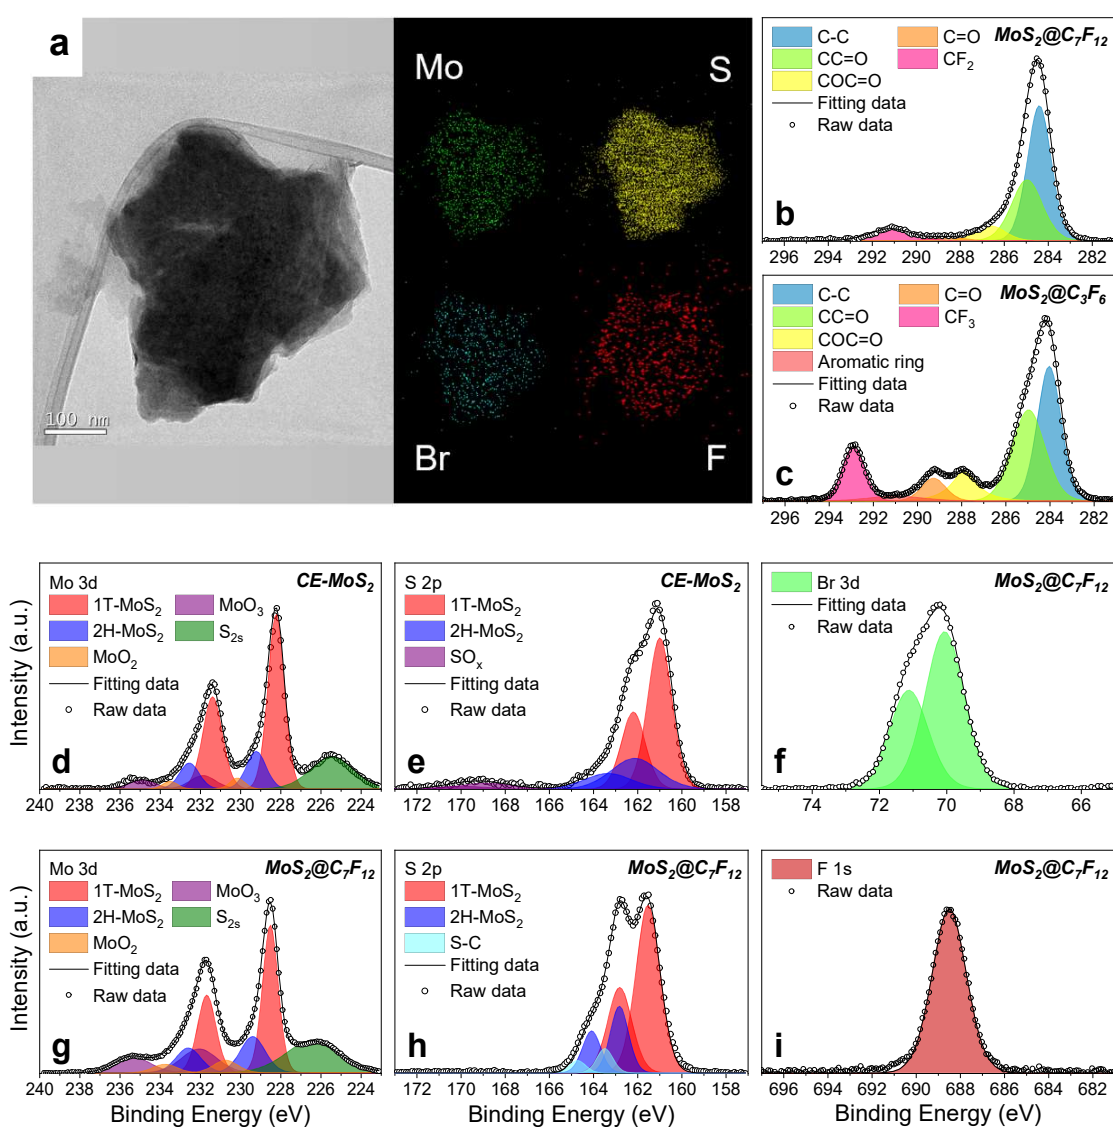 a
Mo
S
Br
F
100 nm
C-C
C=O
MoS2@C7F12
CC=O
CF2
COC=O
Fitting data
Raw data
b
296 294 292 290 288 286 284 282
C-C
C=O
MoS2@C3F6
CC=O
CF3
COC=O
Aromatic ring
Fitting data
Raw data
c
296 294 292 290 288 286 284 282
Intensity (a.u.)
Mo 3d
CE-MoS2
1T-MoS2
MoO3
2H-MoS2
S2s
MoO2
Fitting data
Raw data
d
240 238 236 234 232 230 228 226 224
S 2p
CE-MoS2
1T-MoS2
2H-MoS2
SOx
Fitting data
Raw data
e
172 170 168 166 164 162 160 158
Br 3d
MoS2@C7F12
Fitting data
Raw data
f
74 72 70 68 66
Intensity (a.u.)
Mo 3d
MoS2@C7F12
1T-MoS2
MoO3
2H-MoS2
S2s
MoO2
Fitting data
Raw data
g
240 238 236 234 232 230 228 226 224
Binding Energy (eV)
S 2p
MoS2@C7F12
1T-MoS2
2H-MoS2
S-C
Fitting data
Raw data
h
172 170 168 166 164 162 160 158
Binding Energy (eV)
F 1s
MoS2@C7F12
Raw data
i
696 694 692 690 688 686 684 682
Binding Energy (eV)